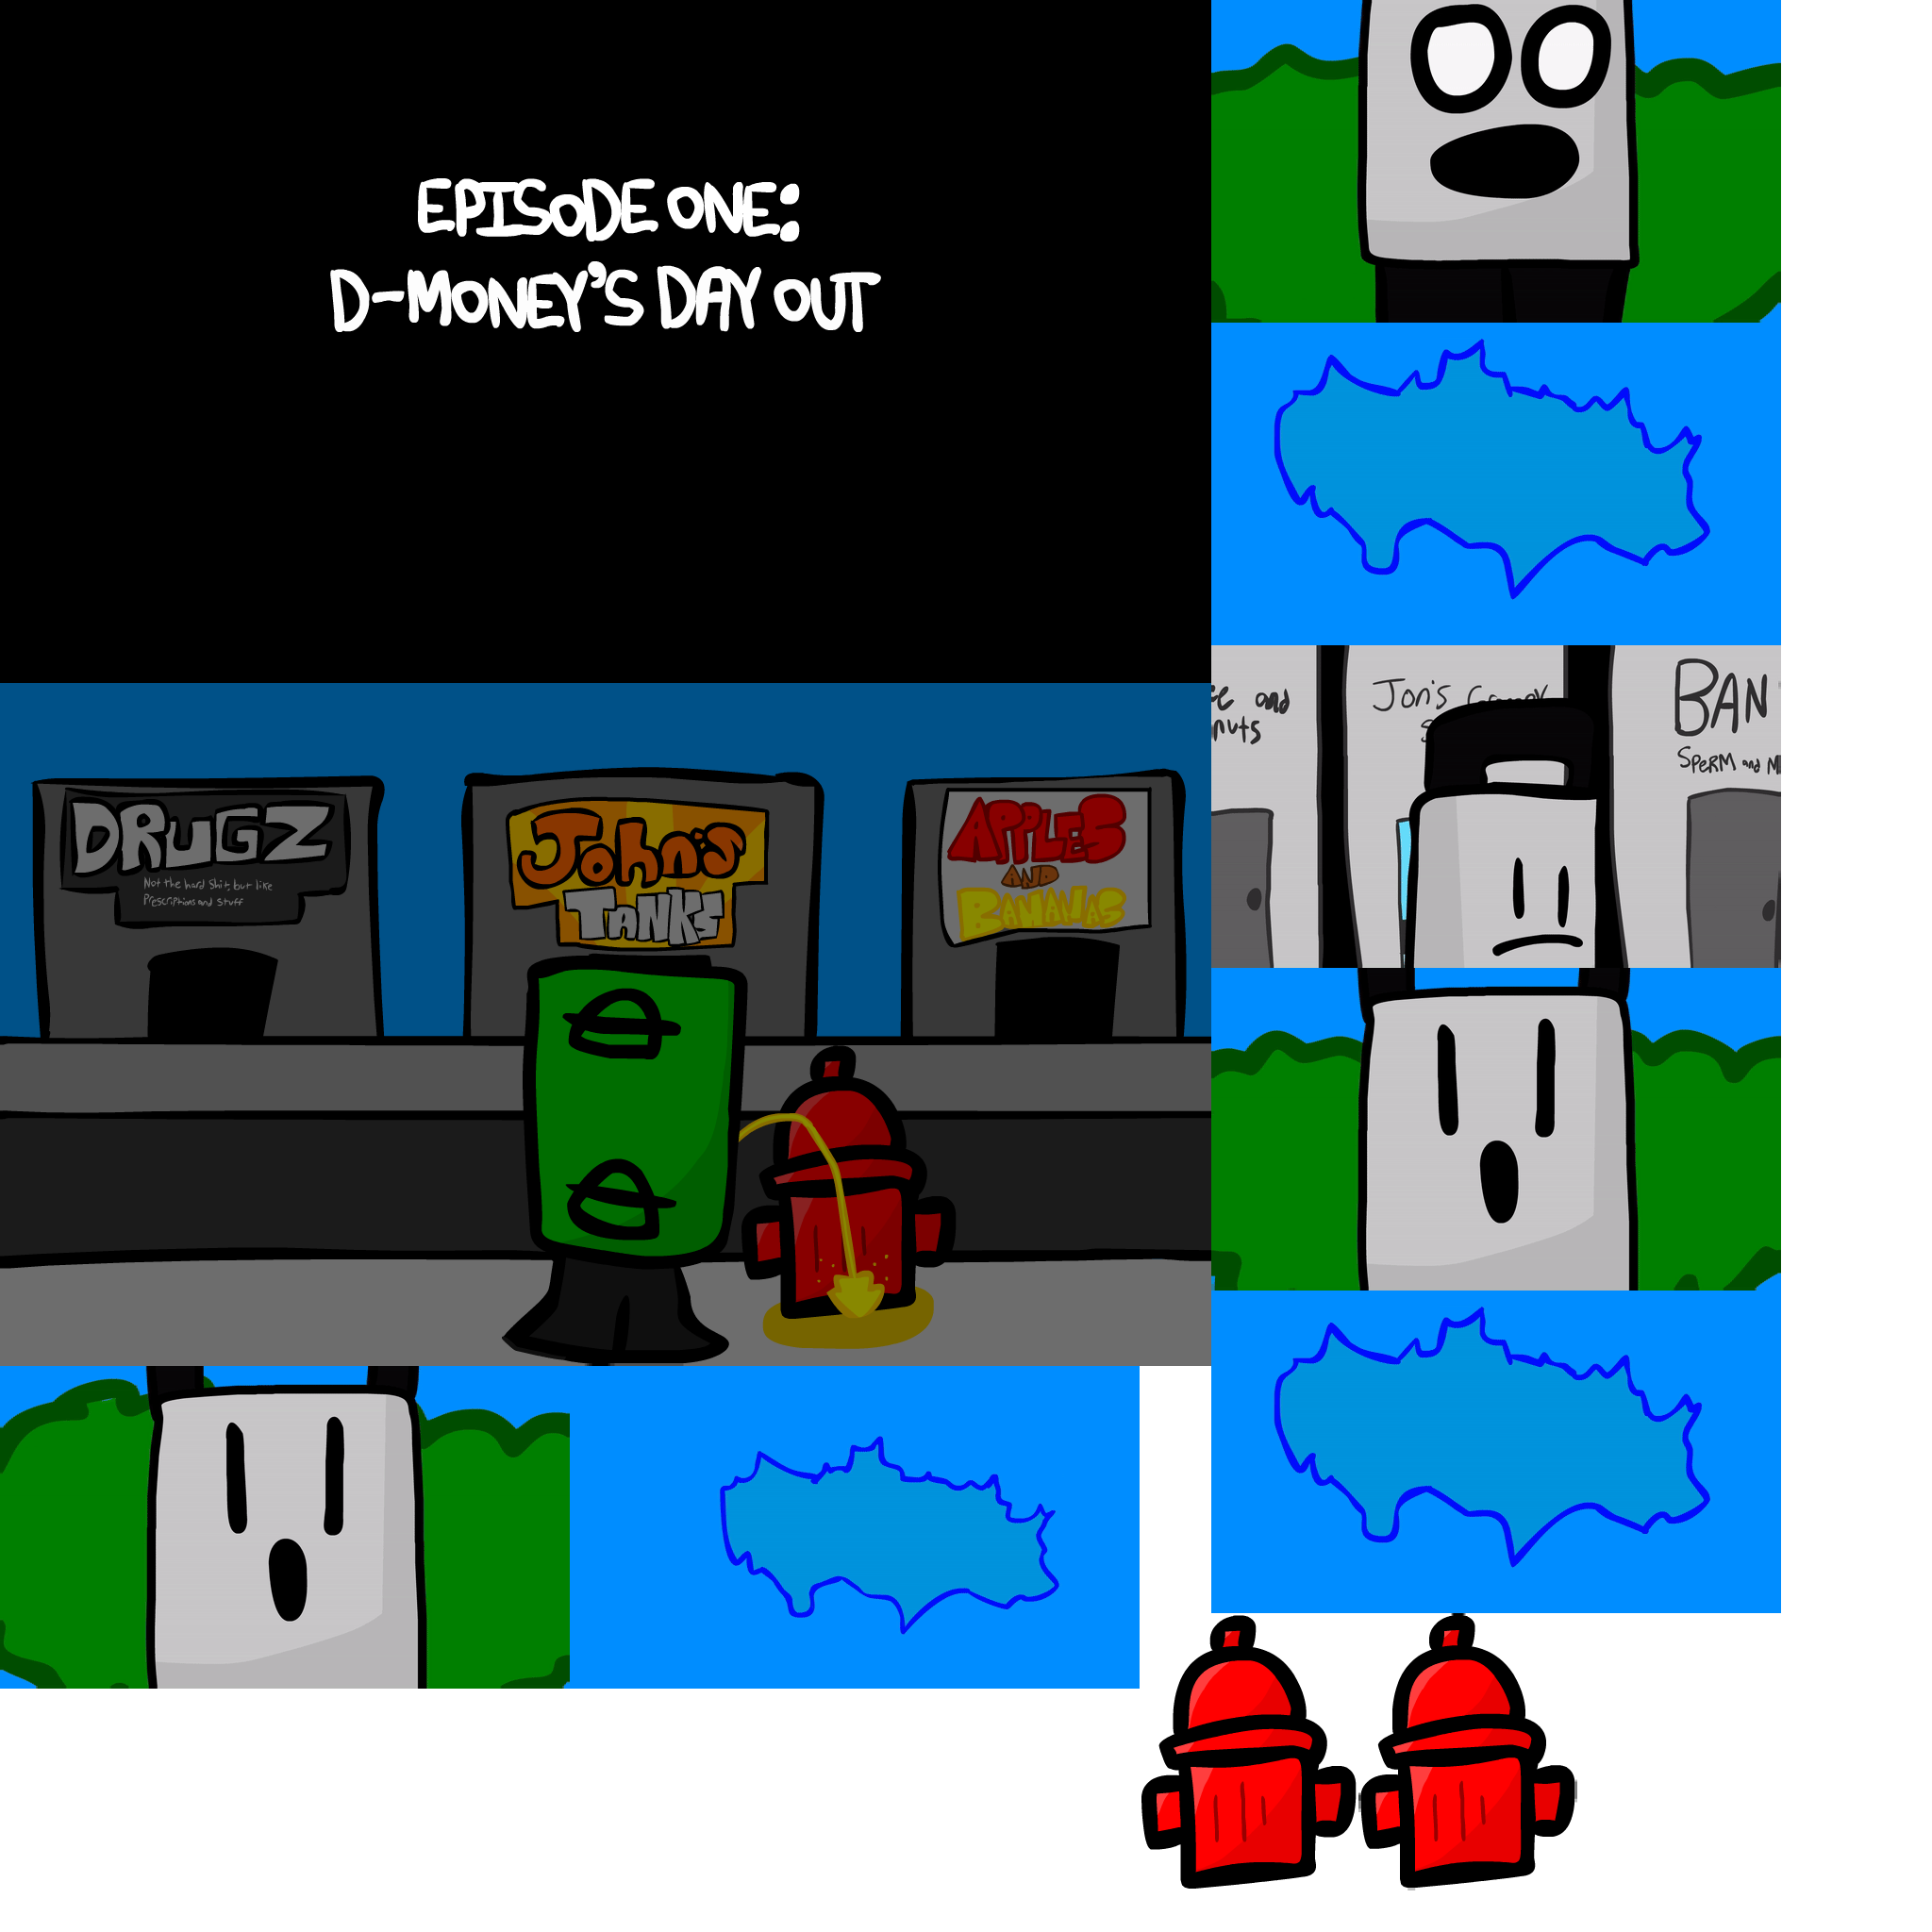 EPISODE ONE:
D-MONEY'S DAY OUT
DRUGZ
Not the hard shit, but like
Prescriptions and stuff
John's
TANKS
APPLES
AND
BANANAS
and
nuts
Jon's
BAN
SPERM and